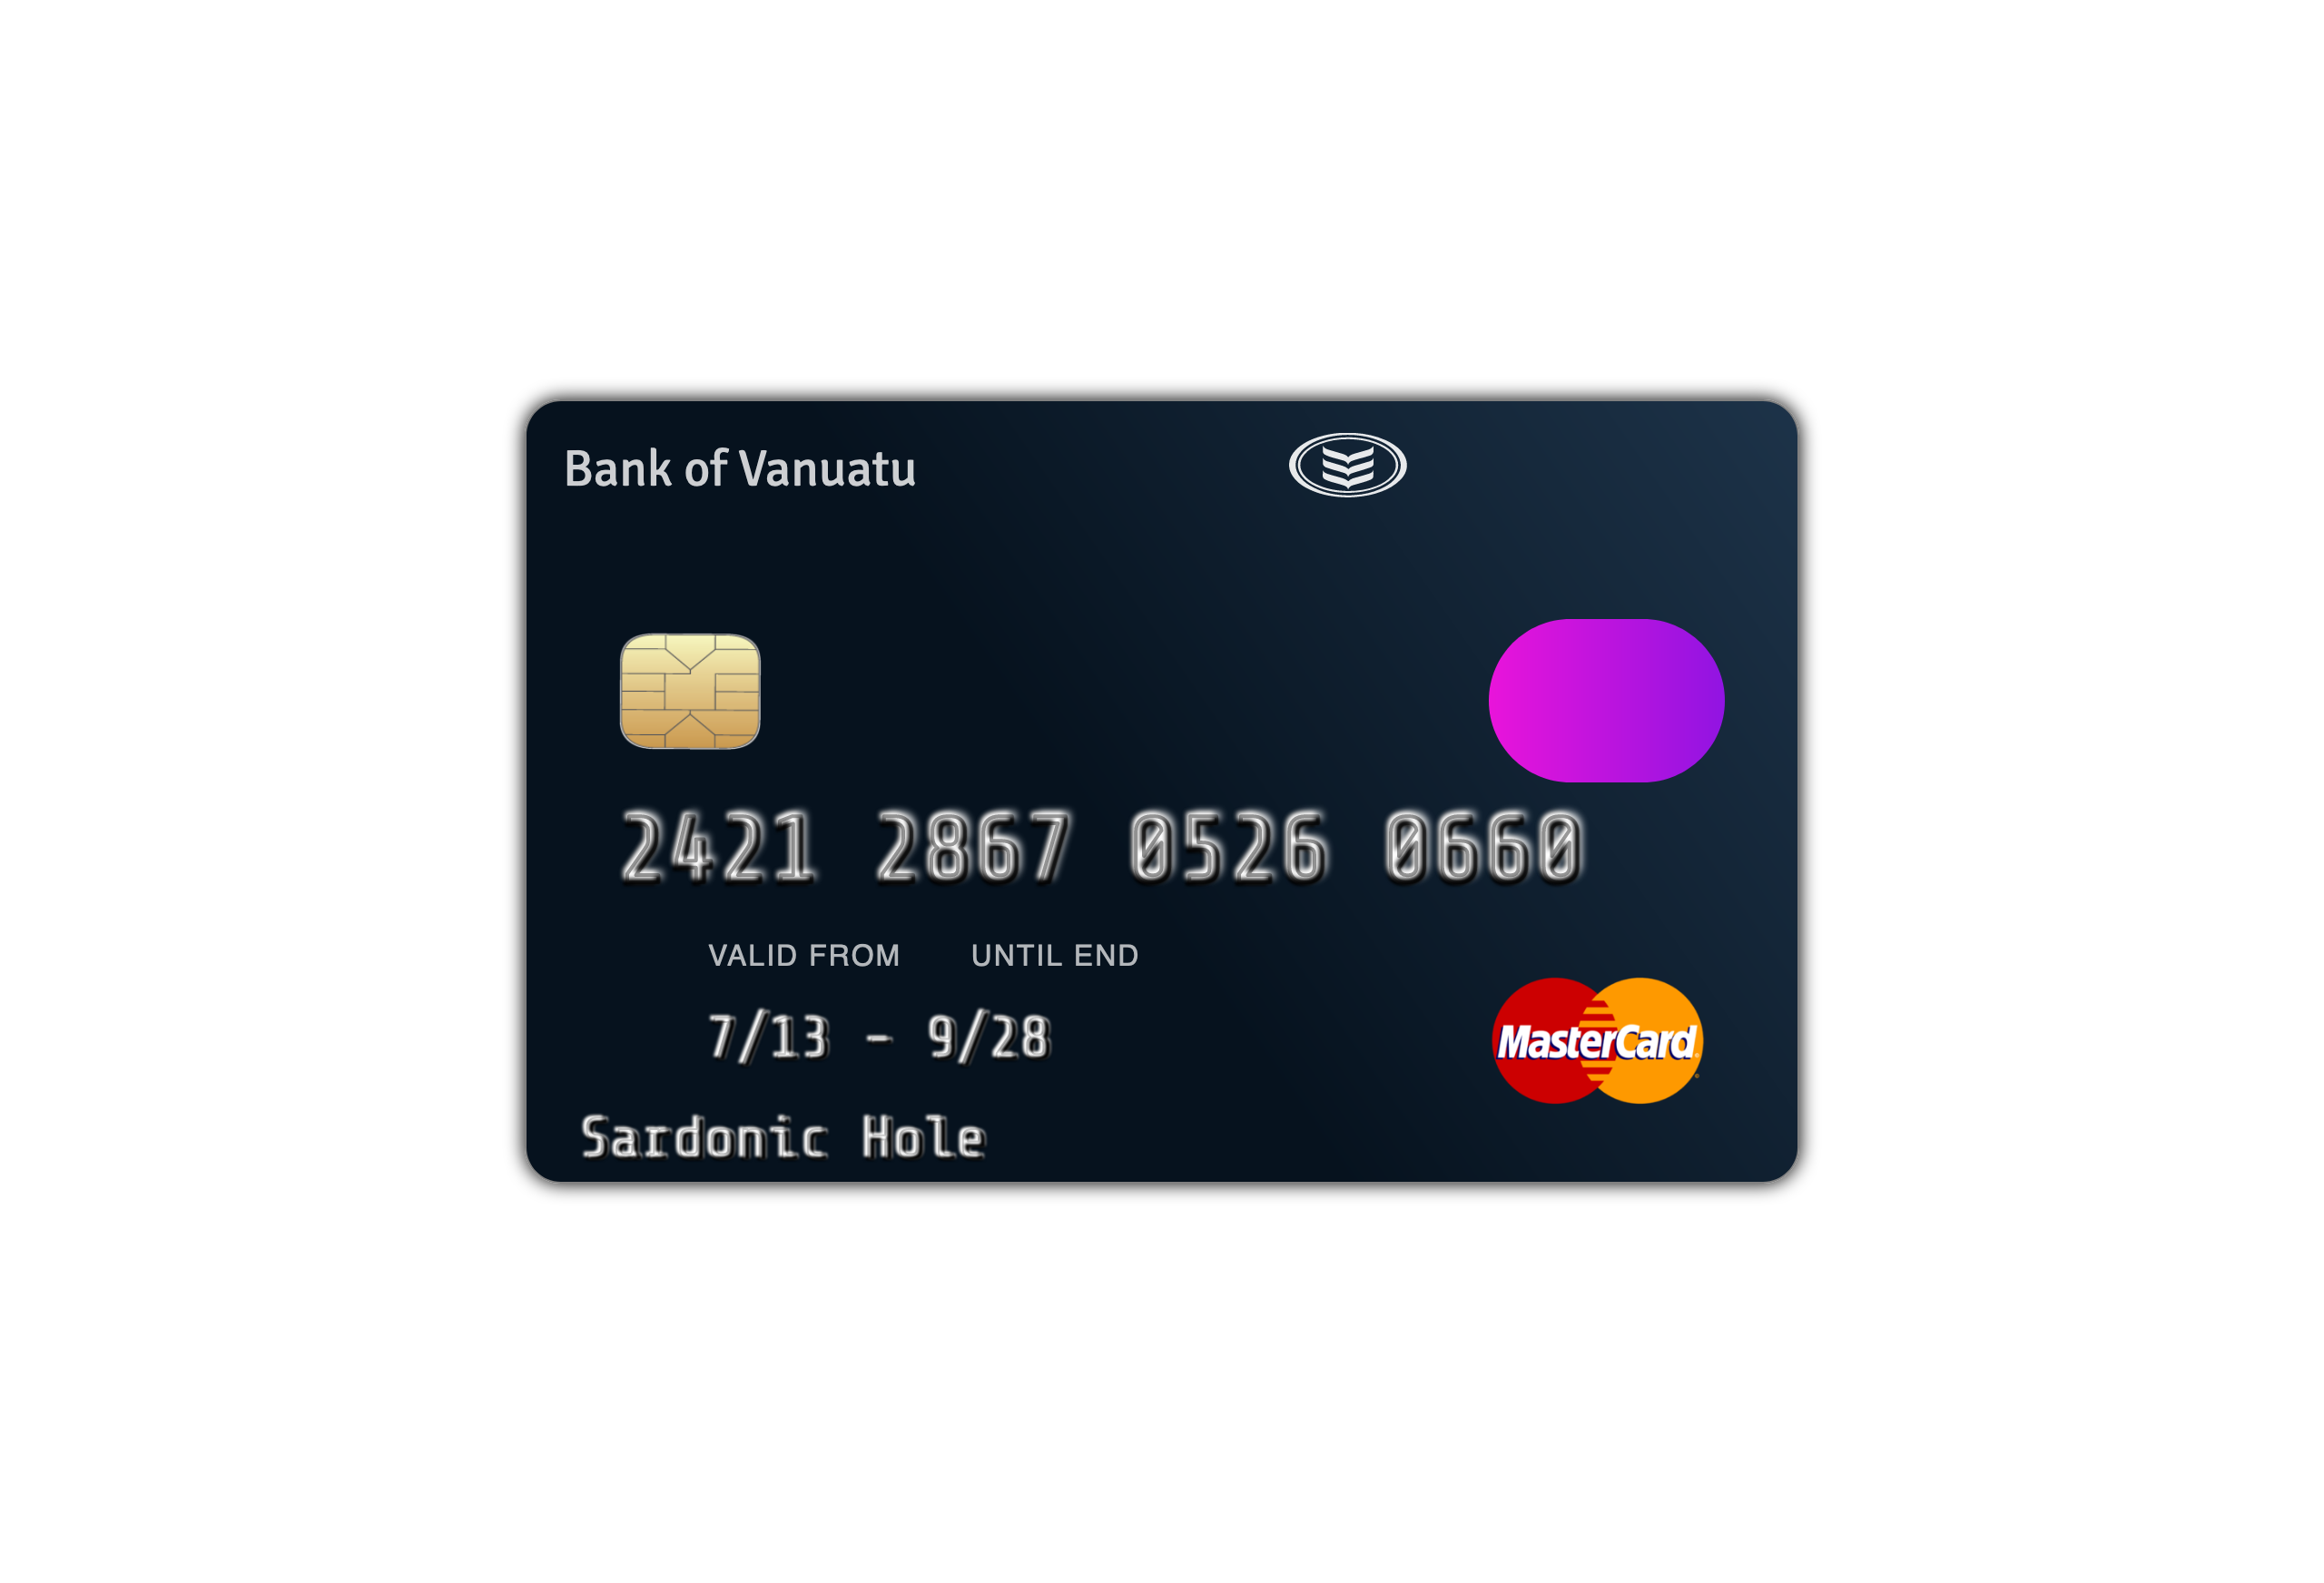 Bank of Vanuatu
2421 2867 0526 0660
VALID FROM UNTIL END
7/13 - 9/28
MasterCard
Sardonic Hole